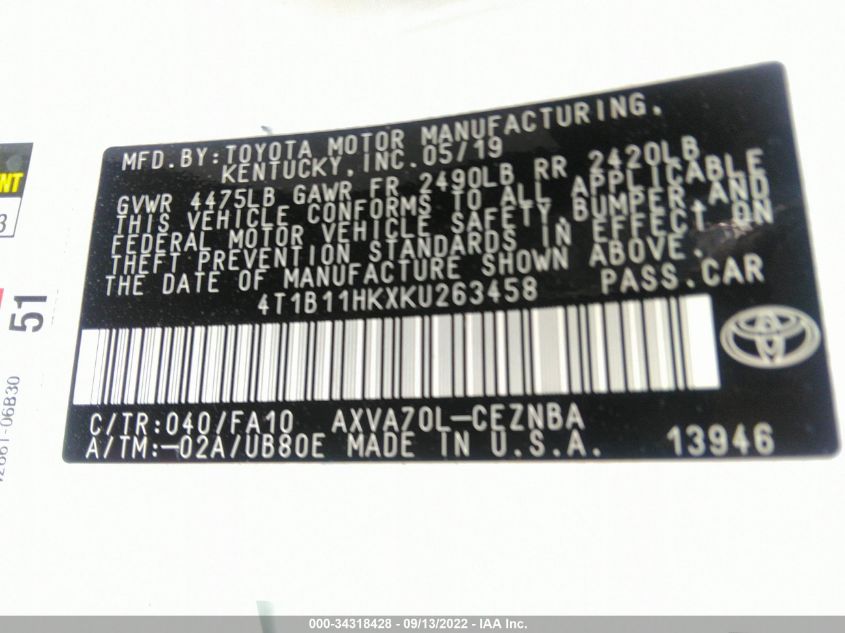 MFD.BY:TOYOTA MOTOR MANUFACTURING.
KENTUCKY,INC.05/19
GVWR 4475LB GAWR FR 2490LB RR 2420LB
THIS VEHICLE CONFORMS TO ALL APPLICABLE
FEDERAL MOTOR VEHICLE SAFETY,BUMPER,AND
THEFT PREVENTION STANDARDS IN EFFECT ON
THE DATE OF MANUFACTURE SHOWN ABOVE.
4T1B11HKXKU263458 PASS.CAR
C/TR:040/FA10 AXVA70L-CEZNBA
A/TM:-02A/UB80E MADE IN U.S.A. 13946
51
000-34318428 - 09/13/2022 - IAA Inc.